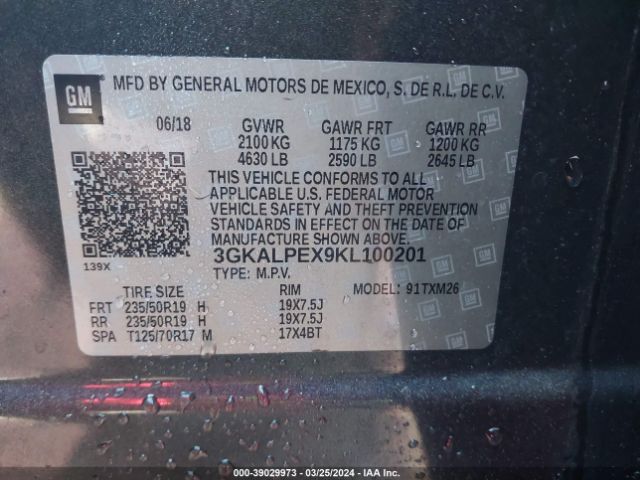 GM MFD BY GENERAL MOTORS DE MEXICO, S. DE R.L. DE C.V.
06/18 GVWR GAWR FRT GAWR RR
2100 KG 1175 KG 1200 KG
4630 LB 2590 LB 2645 LB
THIS VEHICLE CONFORMS TO ALL
APPLICABLE U.S. FEDERAL MOTOR
VEHICLE SAFETY AND THEFT PREVENTION
STANDARDS IN EFFECT ON THE DATE OF
MANUFACTURE SHOWN ABOVE.
3GKALPEX9KL100201
139X TYPE: M.P.V.
TIRE SIZE RIM MODEL: 91TXM26
FRT 235/50R19 H 19X7.5J
RR 235/50R19 H 19X7.5J
SPA T125/70R17 M 17X4BT
000-39029973 - 03/25/2024 - IAA Inc.